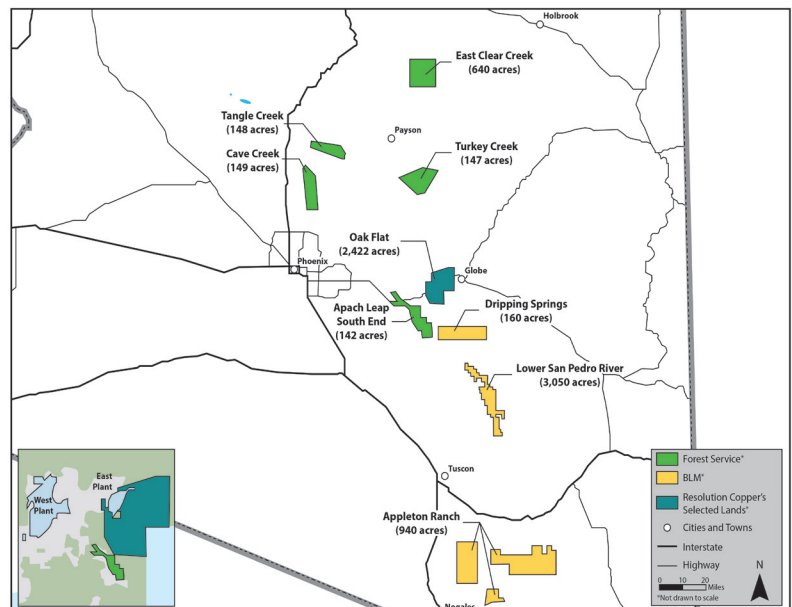 Holbrook
East Clear Creek
(640 acres)
Tangle Creek
(148 acres)
Payson
Cave Creek
(149 acres)
Turkey Creek
(147 acres)
Oak Flat
(2,422 acres)
Phoenix
Globe
Apach Leap
South End
(142 acres)
Dripping Springs
(160 acres)
Lower San Pedro River
(3,050 acres)
Tuscon
Appleton Ranch
(940 acres)
Nogales
West
Plant
East
Plant
Forest Service*
BLM*
Resolution Copper's
Selected Lands*
Cities and Towns
Interstate
Highway
N
0 10 20
Miles
*Not drawn to scale